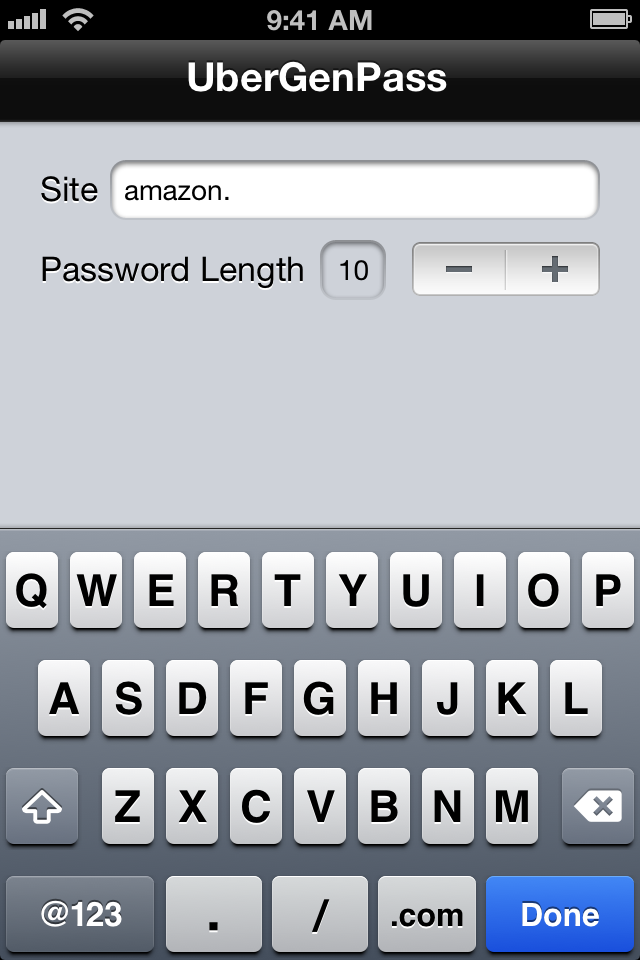 9:41 AM
UberGenPass
Site amazon.
Password Length 10 − +
Q W E R T Y U I O P
A S D F G H J K L
Z X C V B N M
@123 . / .com Done